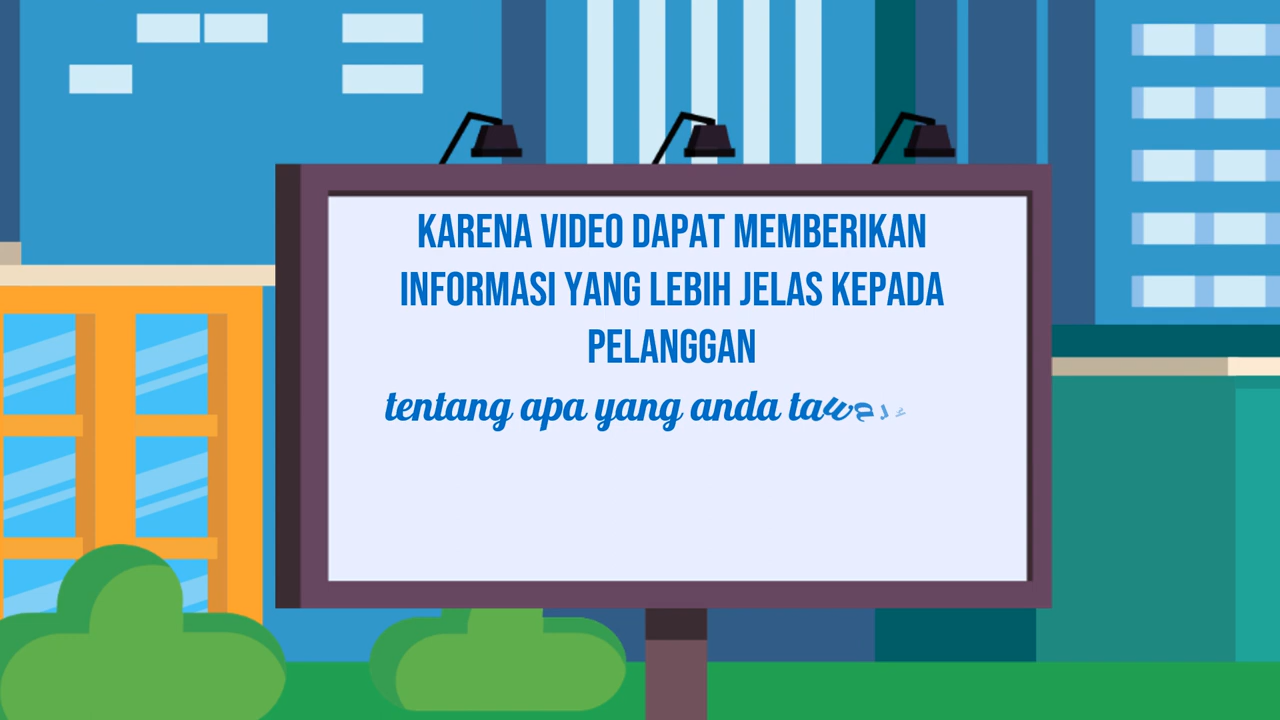 KARENA VIDEO DAPAT MEMBERIKAN
INFORMASI YANG LEBIH JELAS KEPADA
PELANGGAN
tentang apa yang anda